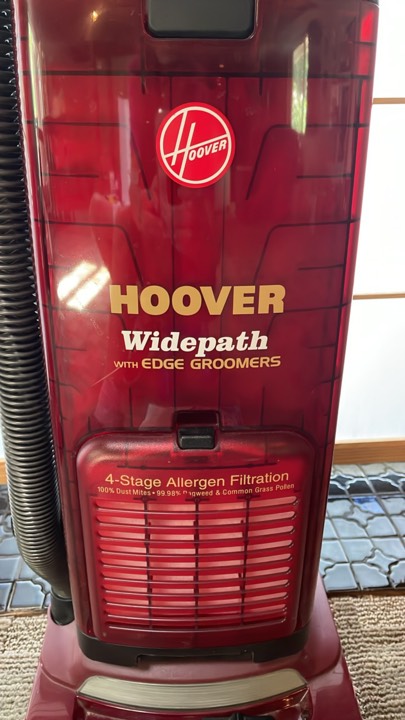 HOOVER
HOOVER
Widepath
WITH EDGE GROOMERS
4-Stage Allergen Filtration
100% Dust Mites • 99.98% Ragweed & Common Grass Pollen